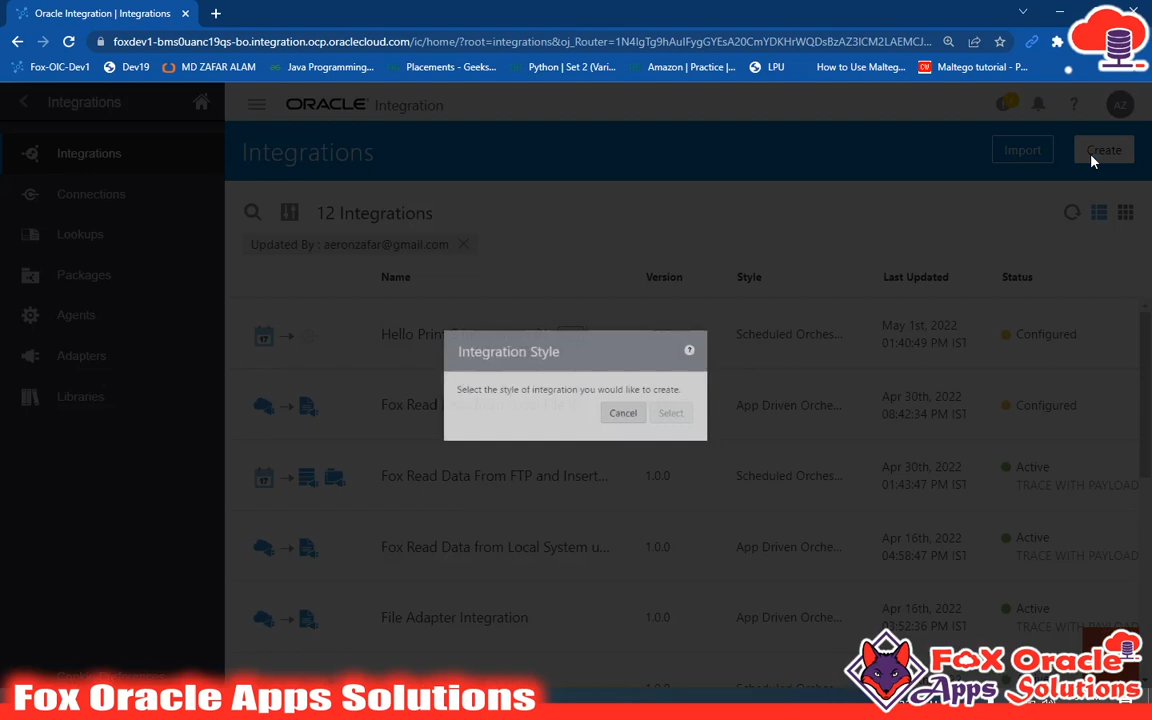 Oracle Integration | Integrations
foxdev1-bms0uanc19qs-bo.integration.ocp.oraclecloud.com/ic/home/?root=integrations&oj_Router=1N4IgTg9hAuIFygGYEsA20CmYDKHrWQDsBzAZ3ICM2LAEMCJ...
Fox-OIC-Dev1 Dev19 MD ZAFAR ALAM Java Programming... Placements - Geeks... Python | Set 2 (Vari... Amazon | Practice |... LPU How to Use Malteg... Maltego tutorial - P...
Integrations
ORACLE Integration
AZ
Integrations
Integrations
Import
Create
Connections
Lookups
Packages
Agents
Adapters
Libraries
12 Integrations
Updated By : aeronzafar@gmail.com
Name Version Style Last Updated Status
Hello Prin
Scheduled Orches...
May 1st, 2022
01:40:49 PM IST
Configured
Integration Style
Select the style of integration you would like to create.
Cancel Select
Fox Read
App Driven Orche...
Apr 30th, 2022
08:42:34 PM IST
Configured
Fox Read Data From FTP and Insert...
1.0.0
Scheduled Orches...
Apr 30th, 2022
01:43:47 PM IST
Active
TRACE WITH PAYLOAD
Fox Read Data from Local System u...
1.0.0
App Driven Orche...
Apr 16th, 2022
04:58:47 PM IST
Active
TRACE WITH PAYLOAD
File Adapter Integration
1.0.0
App Driven Orche...
Apr 16th, 2022
03:52:36 PM IST
Active
TRACE WITH PAYLOAD
Fox Oracle Apps Solutions
FoX Oracle
Apps Solutions